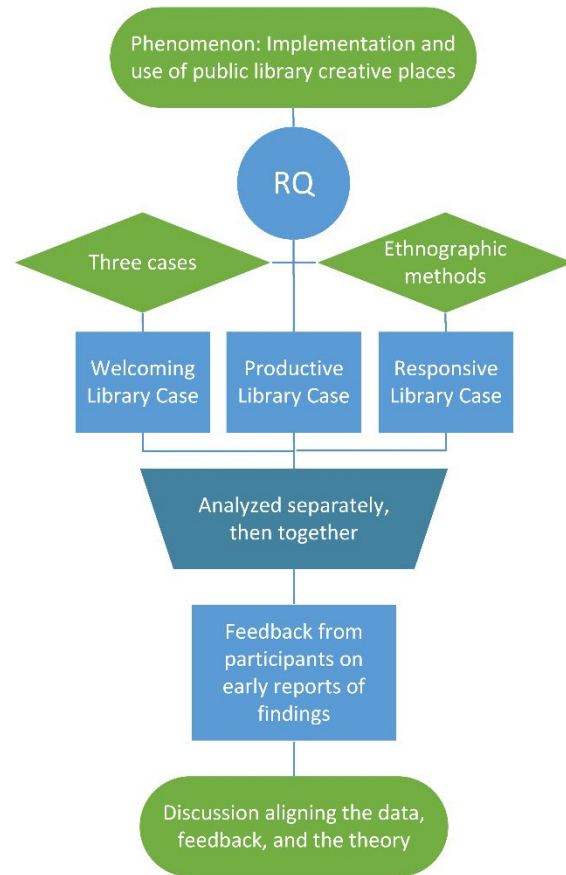 Phenomenon: Implementation and
use of public library creative places
RQ
Three cases
Ethnographic
methods
Welcoming
Library Case
Productive
Library Case
Responsive
Library Case
Analyzed separately,
then together
Feedback from
participants on
early reports of
findings
Discussion aligning the data,
feedback, and the theory